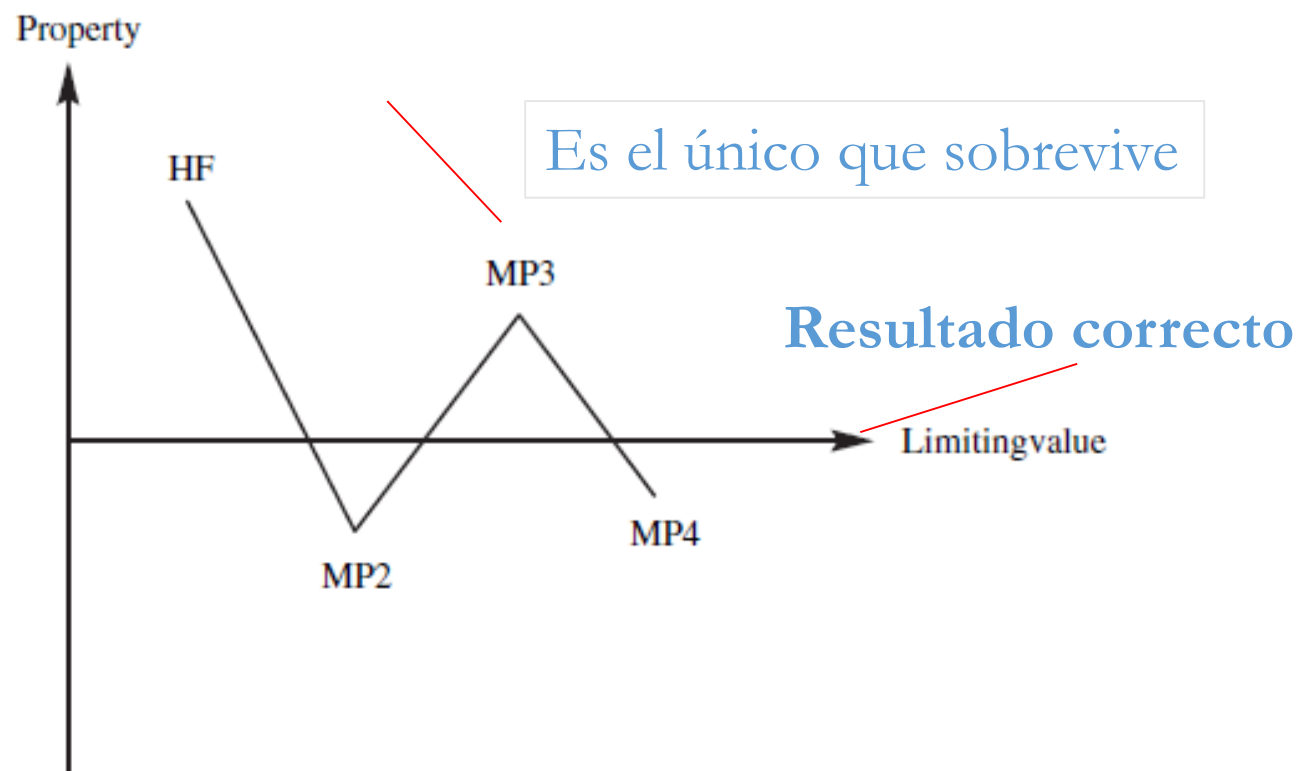 Property
HF
Es el único que sobrevive
MP3
Resultado correcto
Limitingvalue
MP4
MP2